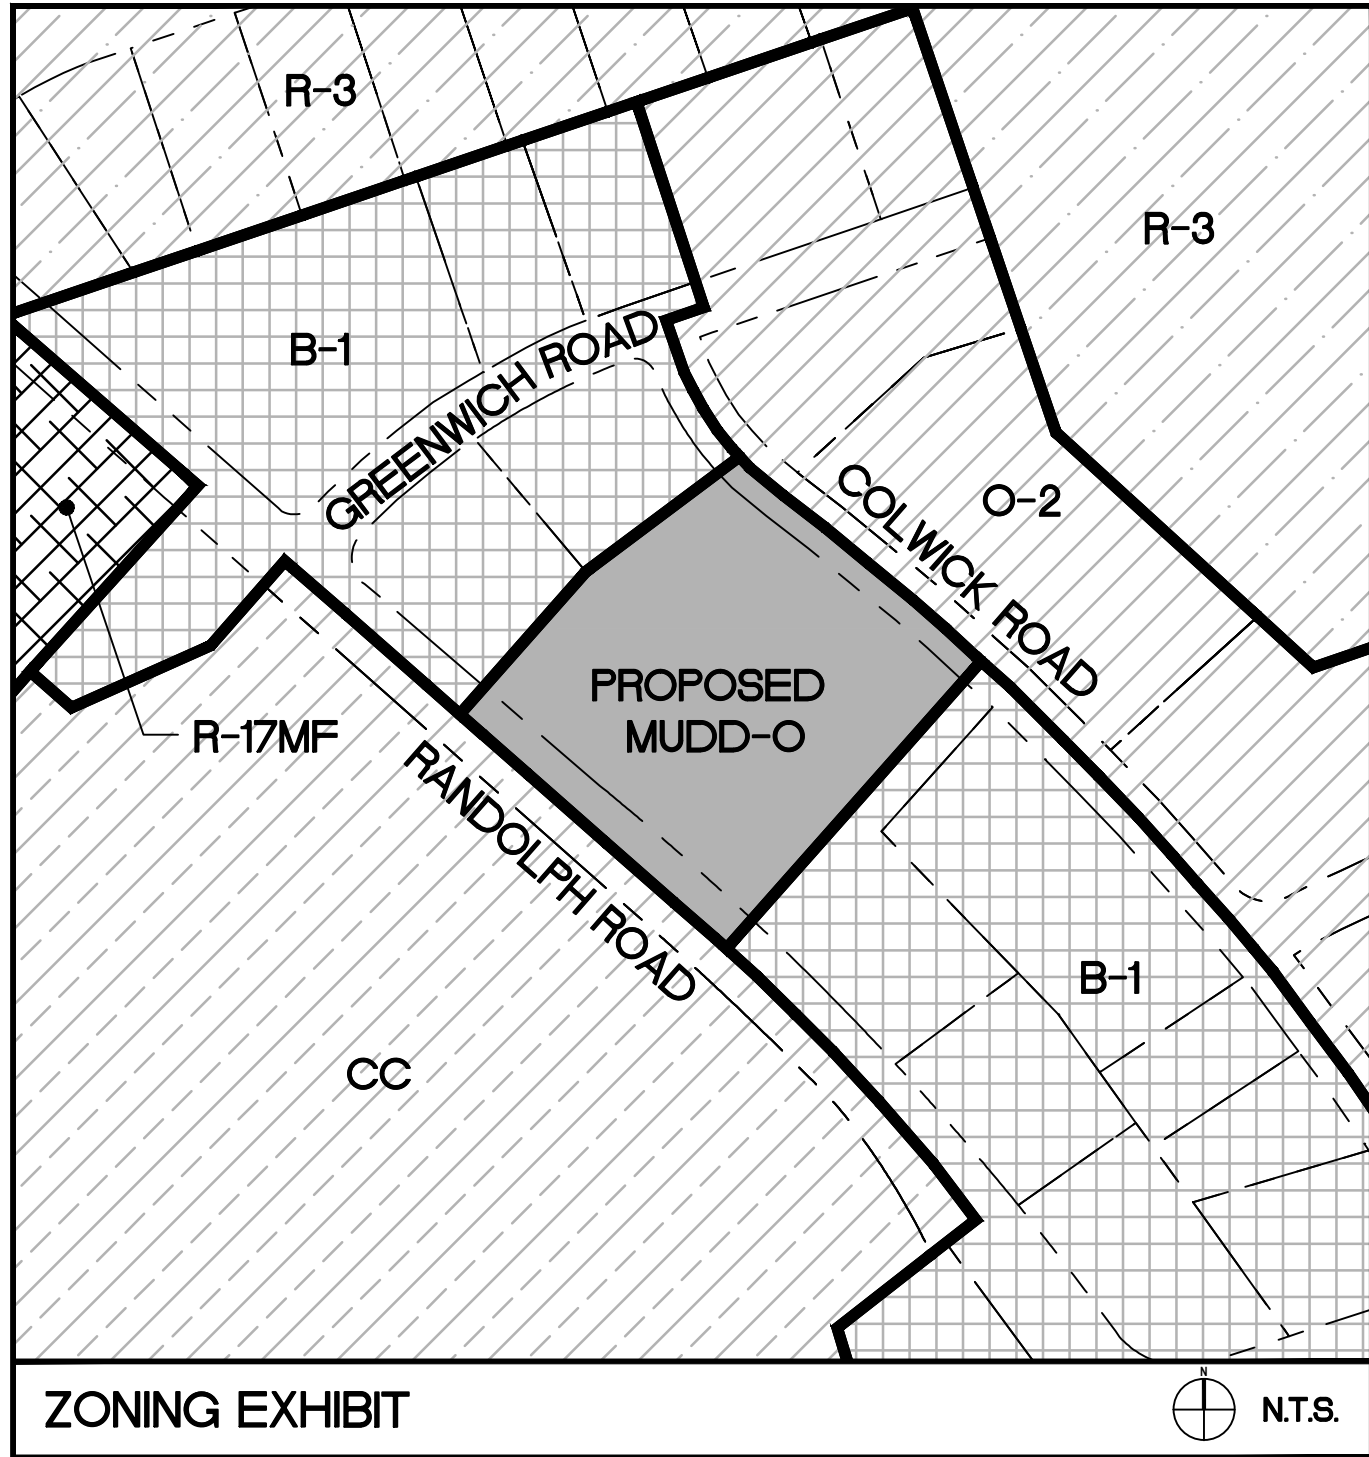 R-3
R-3
B-1
GREENWICH ROAD
O-2
COLWICK ROAD
PROPOSED
MUDD-O
R-17MF
RANDOLPH ROAD
B-1
CC
ZONING EXHIBIT
N
N.T.S.